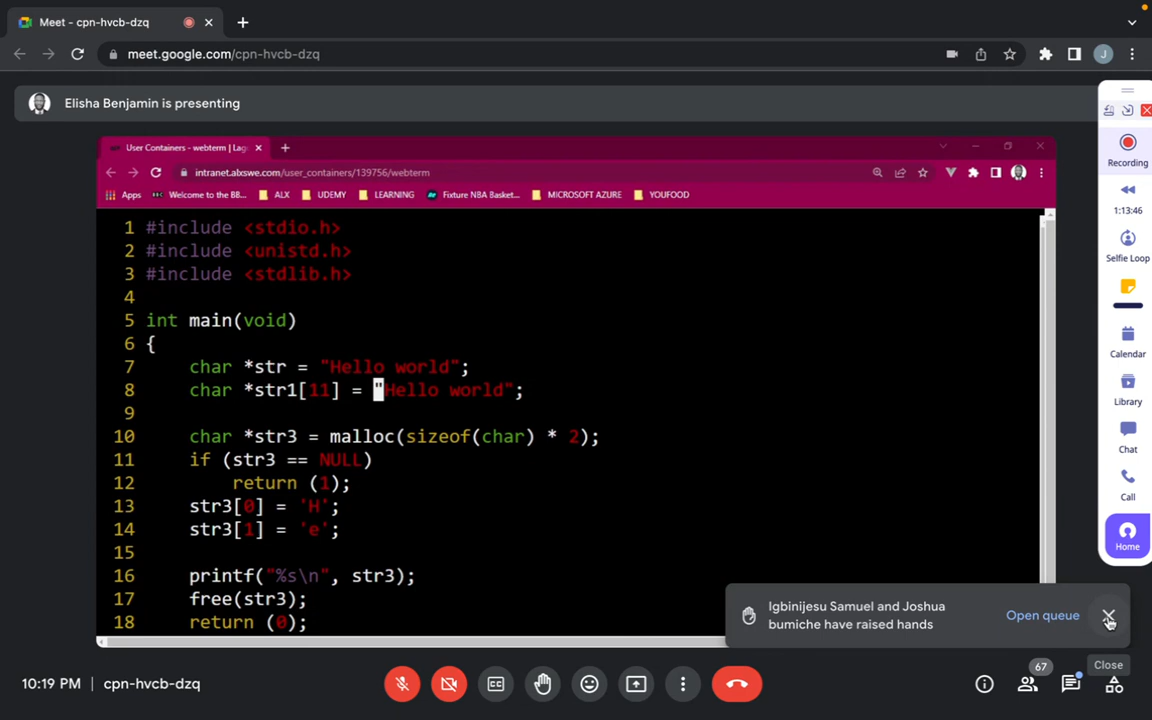 Meet - cpn-hvcb-dzq
meet.google.com/cpn-hvcb-dzq
J
Elisha Benjamin is presenting
User Containers - webterm | Lag
intranet.alxswe.com/user_containers/139756/webterm
Apps Welcome to the BB... ALX UDEMY LEARNING Fixture NBA Basket... MICROSOFT AZURE YOUFOOD
1 #include <stdio.h>
2 #include <unistd.h>
3 #include <stdlib.h>
4
5 int main(void)
6 {
7 char *str = "Hello world";
8 char *str1[11] = "Hello world";
9
10 char *str3 = malloc(sizeof(char) * 2);
11 if (str3 == NULL)
12 return (1);
13 str3[0] = 'H';
14 str3[1] = 'e';
15
16 printf("%s\n", str3);
17 free(str3);
18 return (0);
Recording
1:13:46
Selfie Loop
Calendar
Library
Chat
Call
Home
Igbinijesu Samuel and Joshua
bumiche have raised hands
Open queue
Close
10:19 PM | cpn-hvcb-dzq
CC
67